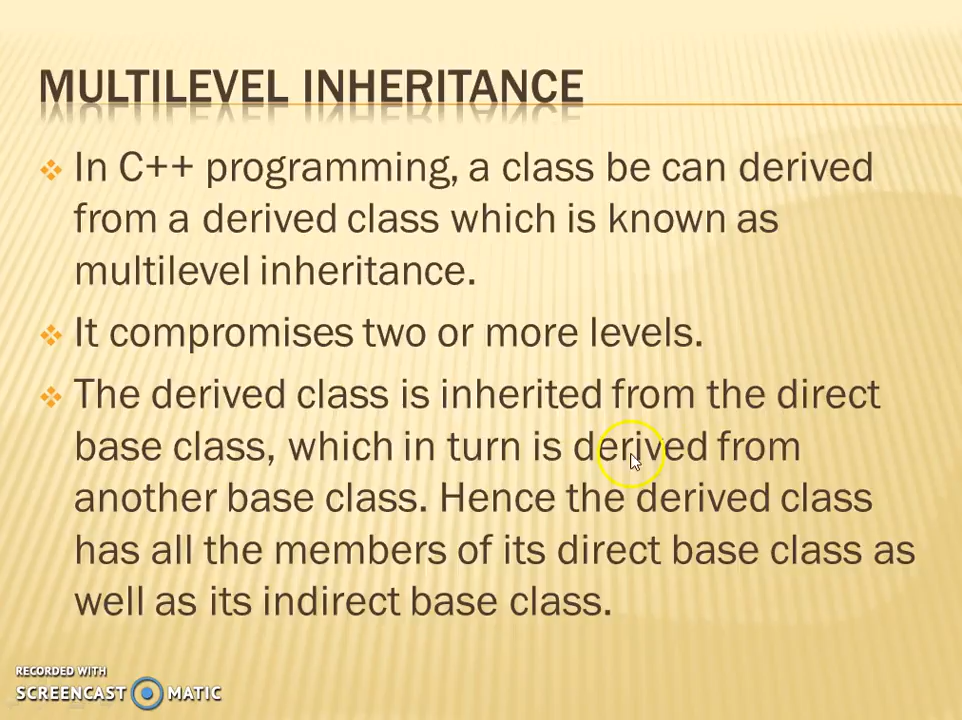 MULTILEVEL INHERITANCE
In C++ programming, a class be can derived
from a derived class which is known as
multilevel inheritance.
It compromises two or more levels.
The derived class is inherited from the direct
base class, which in turn is derived from
another base class. Hence the derived class
has all the members of its direct base class as
well as its indirect base class.
RECORDED WITH
SCREENCAST MATIC